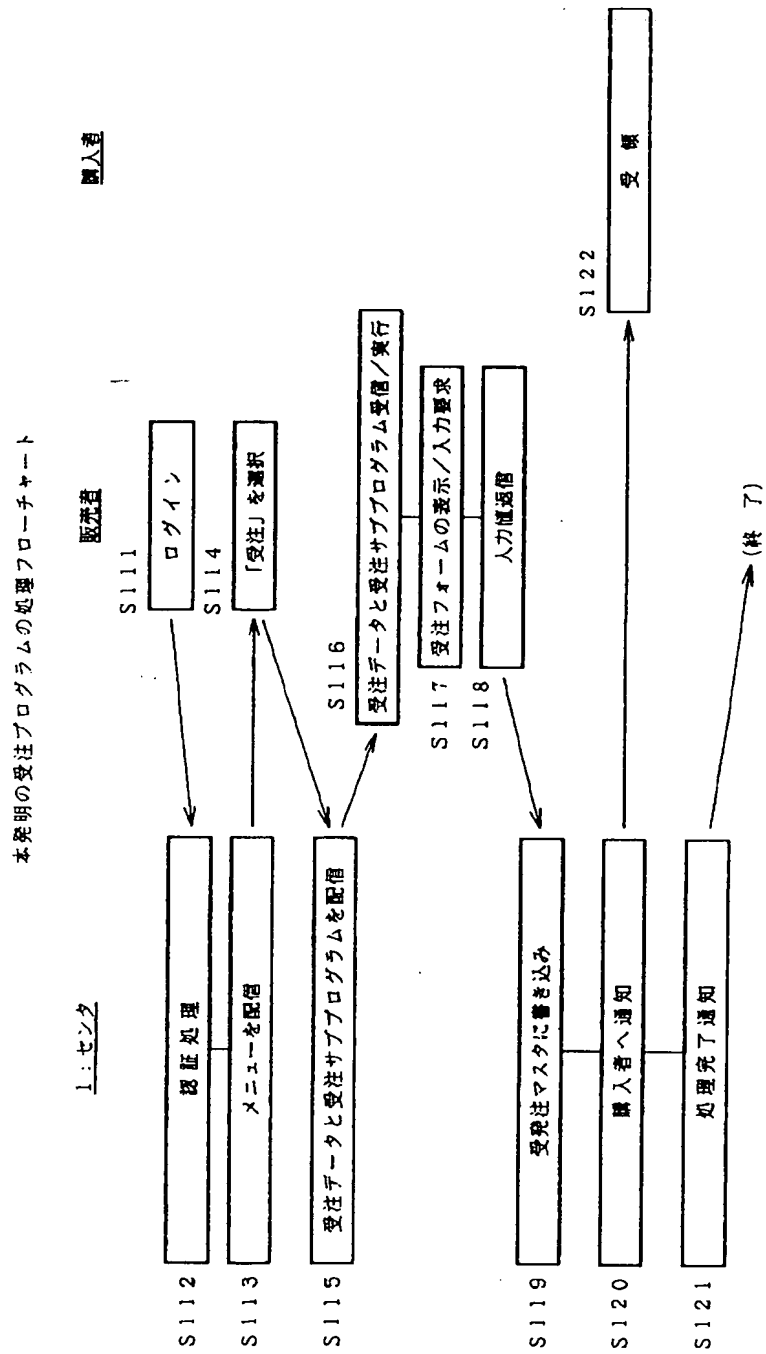 本発明の受注プログラムの処理フローチャート
1：センタ
販売者
購入者
S111
ログイン
S112
認証処理
S113
メニューを配信
S114
「受注」を選択
S115
受注データと受注サブプログラムを配信
S116
受注データと受注サブプログラム受信／実行
S117
受注フォームの表示／入力要求
S118
入力値返信
S119
受発注マスタに書き込み
S120
購入者へ通知
S122
受領
S121
処理完了通知
(終 了)